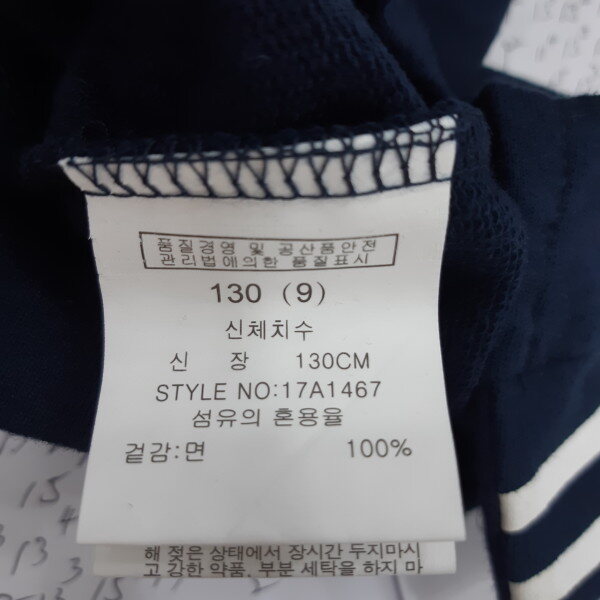 품질경영 및 공산품안전
관리법에의한 품질표시
130 (9)
신체치수
신 장 130CM
STYLE NO:17A1467
섬유의 혼용율
겉감:면 100%
해 젖은 상태에서 장시간 두지마시
고 강한 약품, 부분 세탁을 하지 마